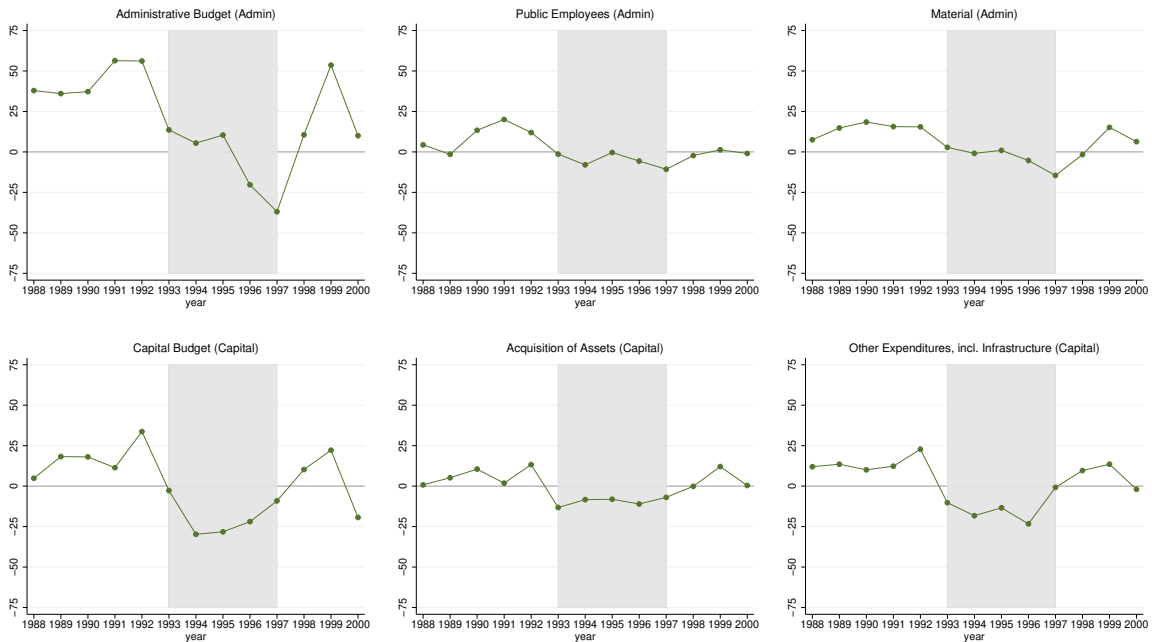 Administrative Budget (Admin)
75
50
25
0
−25
−50
−75
1988 1989 1990 1991 1992 1993 1994 1995 1996 1997 1998 1999 2000
year
Public Employees (Admin)
75
50
25
0
−25
−50
−75
1988 1989 1990 1991 1992 1993 1994 1995 1996 1997 1998 1999 2000
year
Material (Admin)
75
50
25
0
−25
−50
−75
1988 1989 1990 1991 1992 1993 1994 1995 1996 1997 1998 1999 2000
year
Capital Budget (Capital)
75
50
25
0
−25
−50
−75
1988 1989 1990 1991 1992 1993 1994 1995 1996 1997 1998 1999 2000
year
Acquisition of Assets (Capital)
75
50
25
0
−25
−50
−75
1988 1989 1990 1991 1992 1993 1994 1995 1996 1997 1998 1999 2000
year
Other Expenditures, incl. Infrastructure (Capital)
75
50
25
0
−25
−50
−75
1988 1989 1990 1991 1992 1993 1994 1995 1996 1997 1998 1999 2000
year